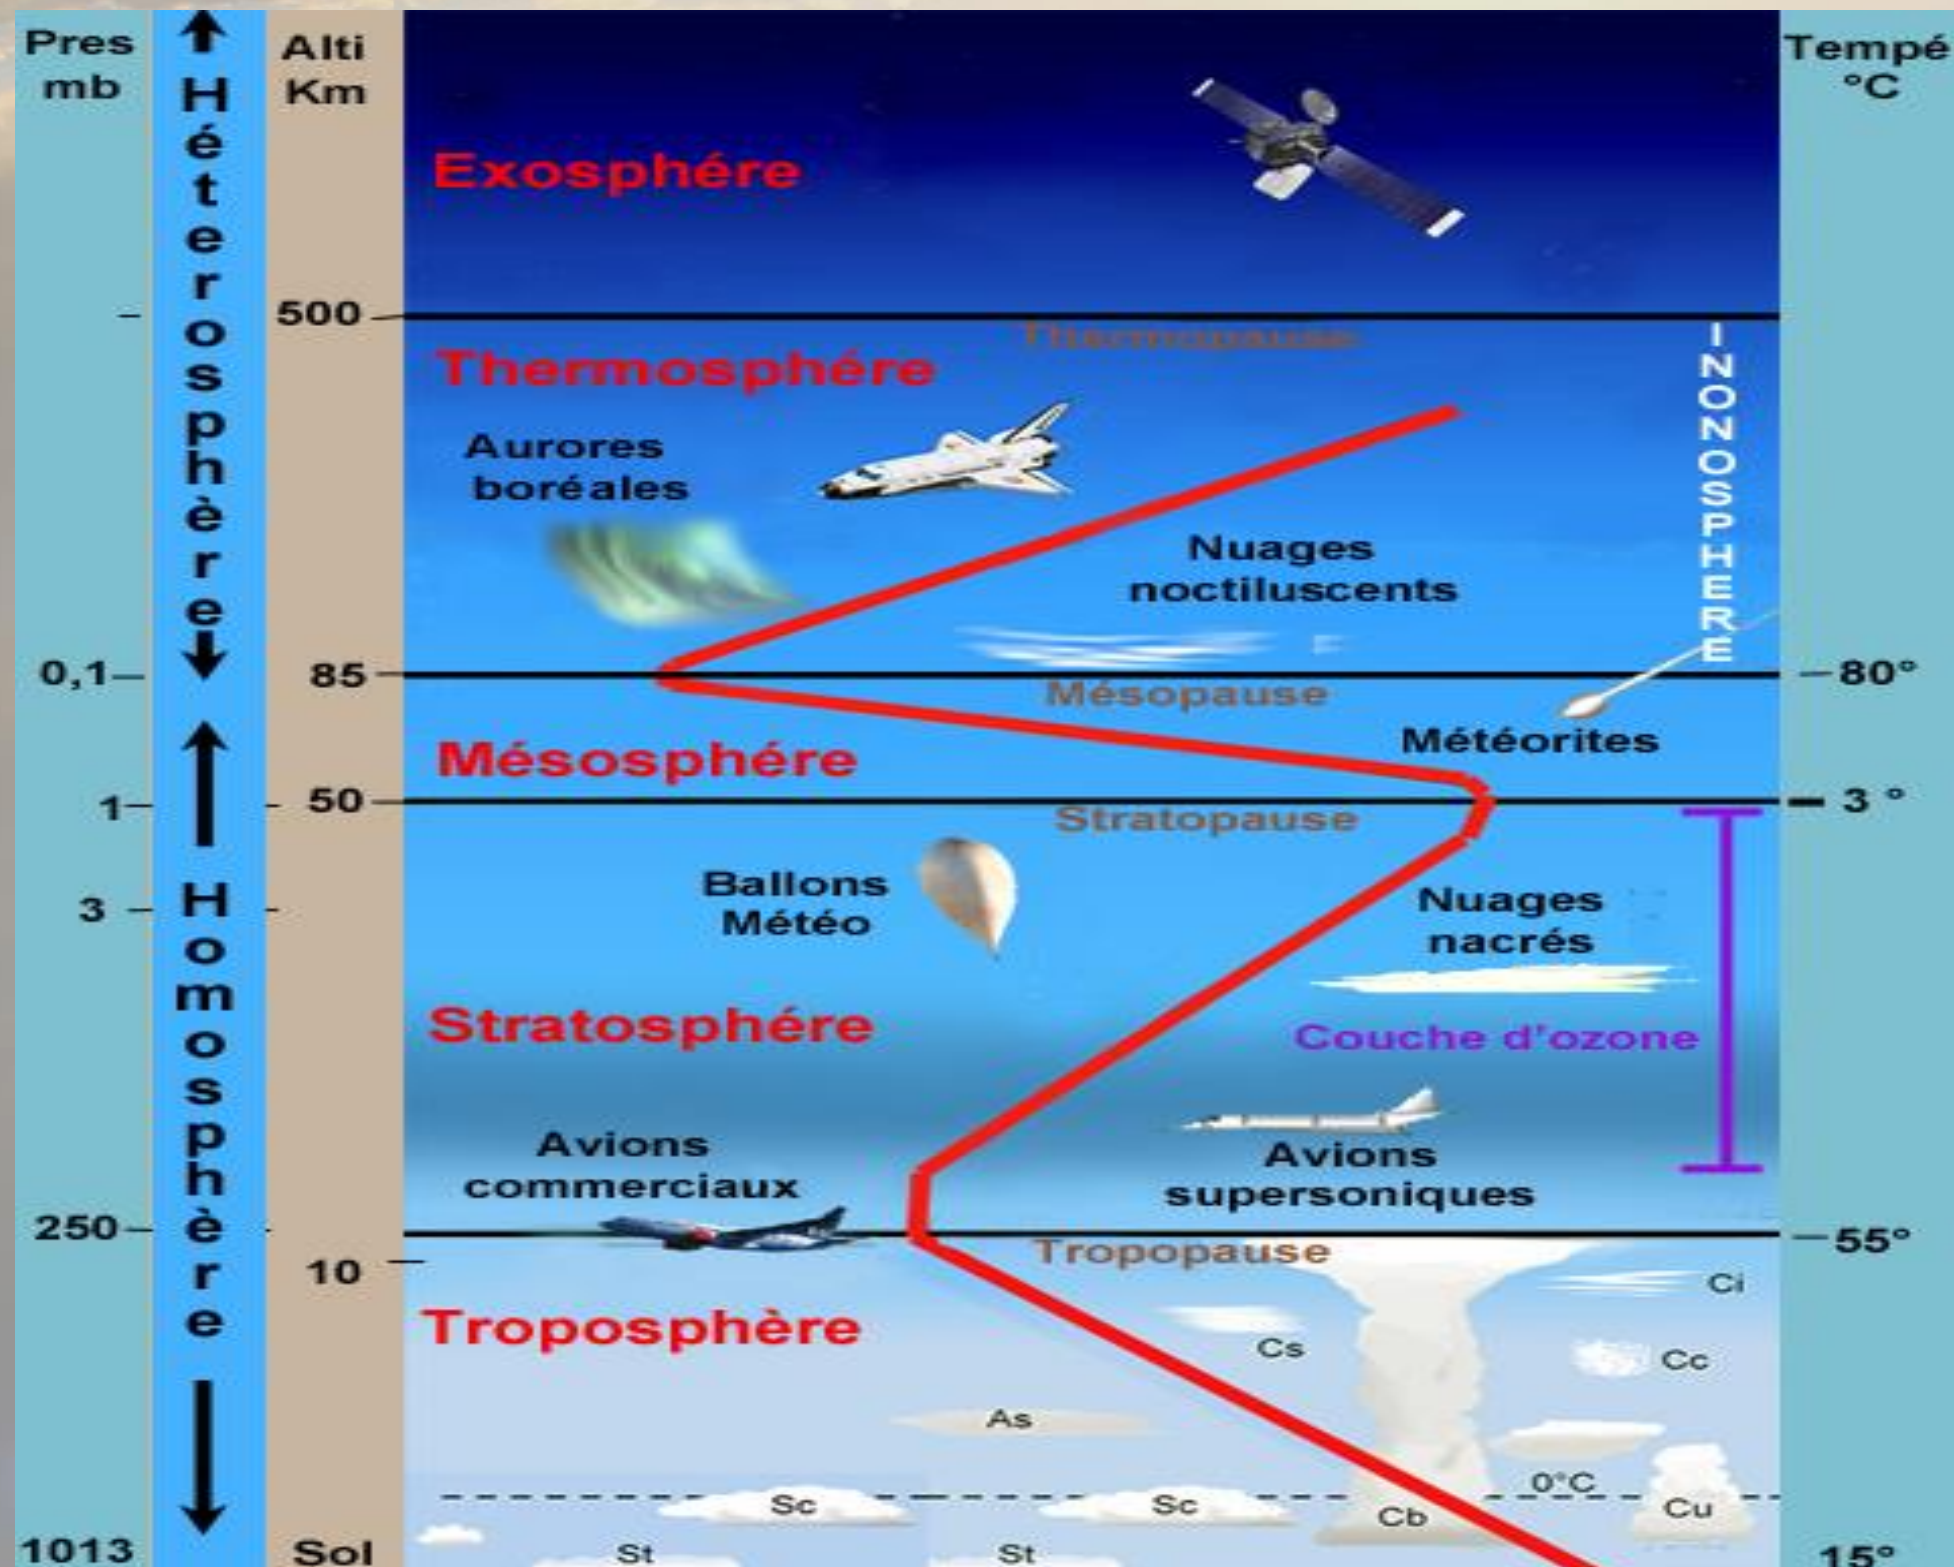 Pres
mb
Hétérosphère
Alti
Km
Tempé
°C
Exosphére
500
Thermopause
Thermosphére
INONOSPHERE
Aurores
boréales
Nuages
noctiluscents
0,1
85
80°
Mésopause
Météorites
Mésosphére
1
50
3 °
Stratopause
Ballons
Météo
3
Homosphère
Nuages
nacrés
Stratosphére
Couche d'ozone
Avions
commerciaux
Avions
supersoniques
250
55°
10
Tropopause
Ci
Troposphère
Cs
Cc
As
0°C
Sc
Sc
Cb
Cu
1013
Sol
St
St
15°